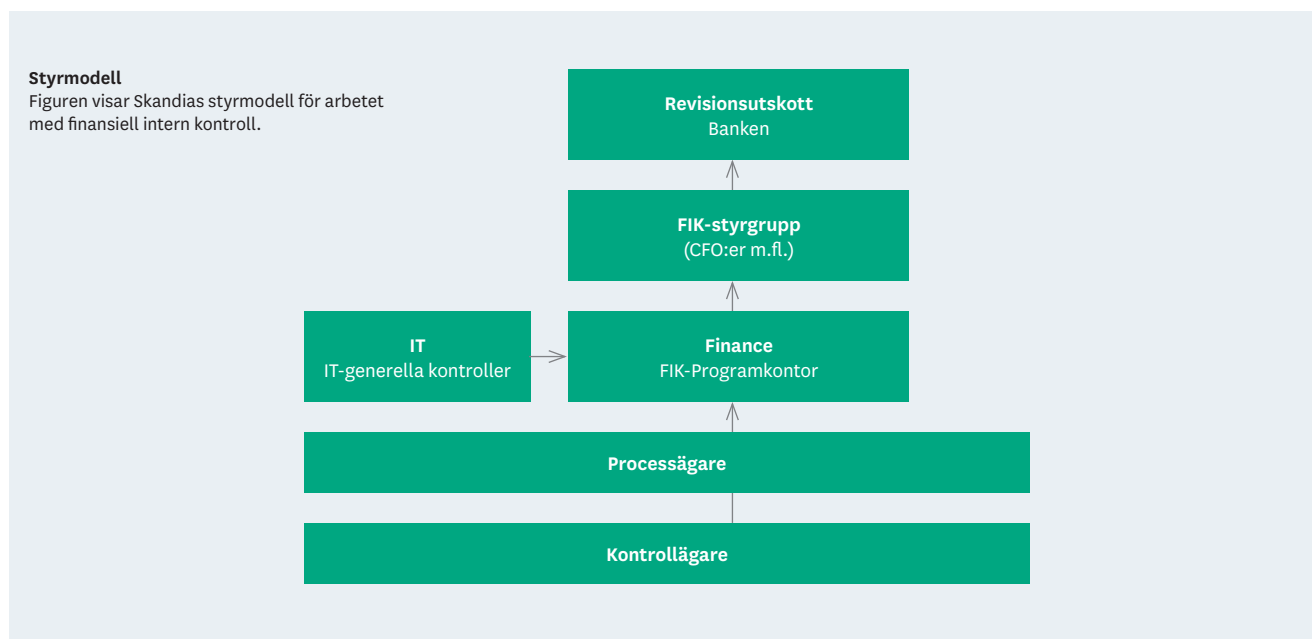 Styrmodell
Figuren visar Skandias styrmodell för arbetet
med finansiell intern kontroll.
Revisionsutskott
Banken
FIK-styrgrupp
(CFO:er m.fl.)
IT
IT-generella kontroller
Finance
FIK-Programkontor
Processägare
Kontrollägare